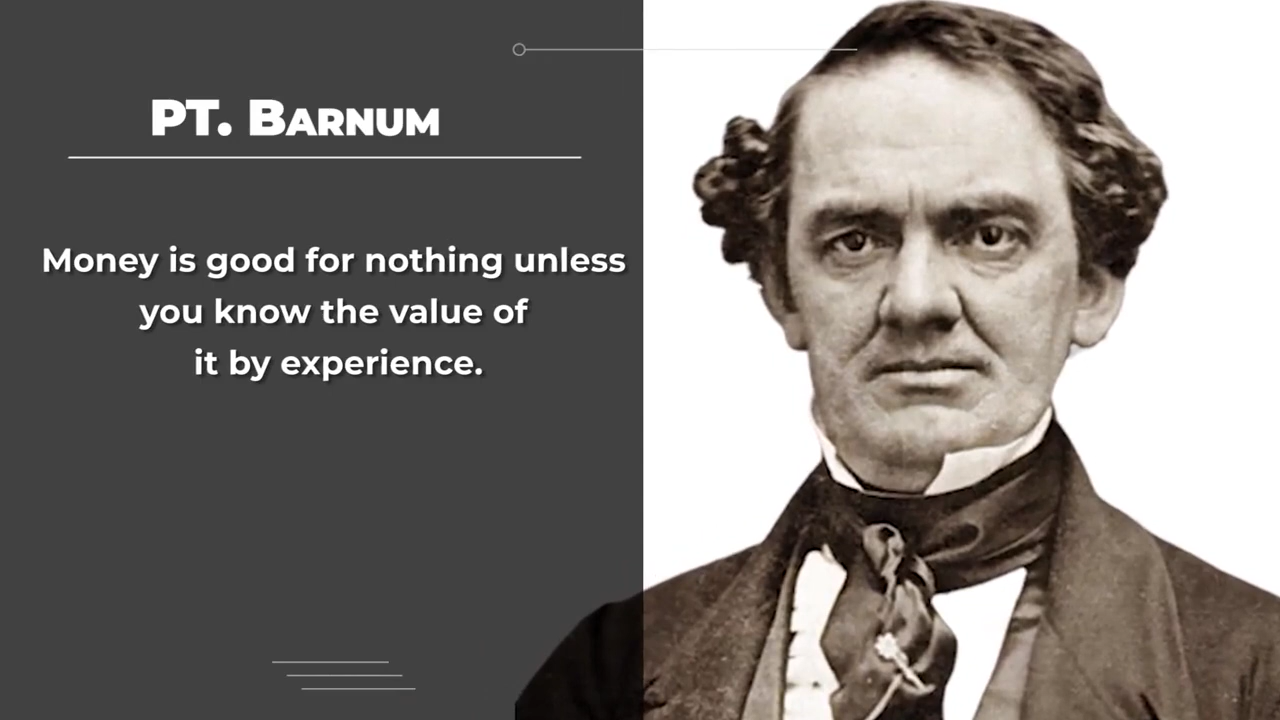 PT. BARNUM
Money is good for nothing unless
you know the value of
it by experience.